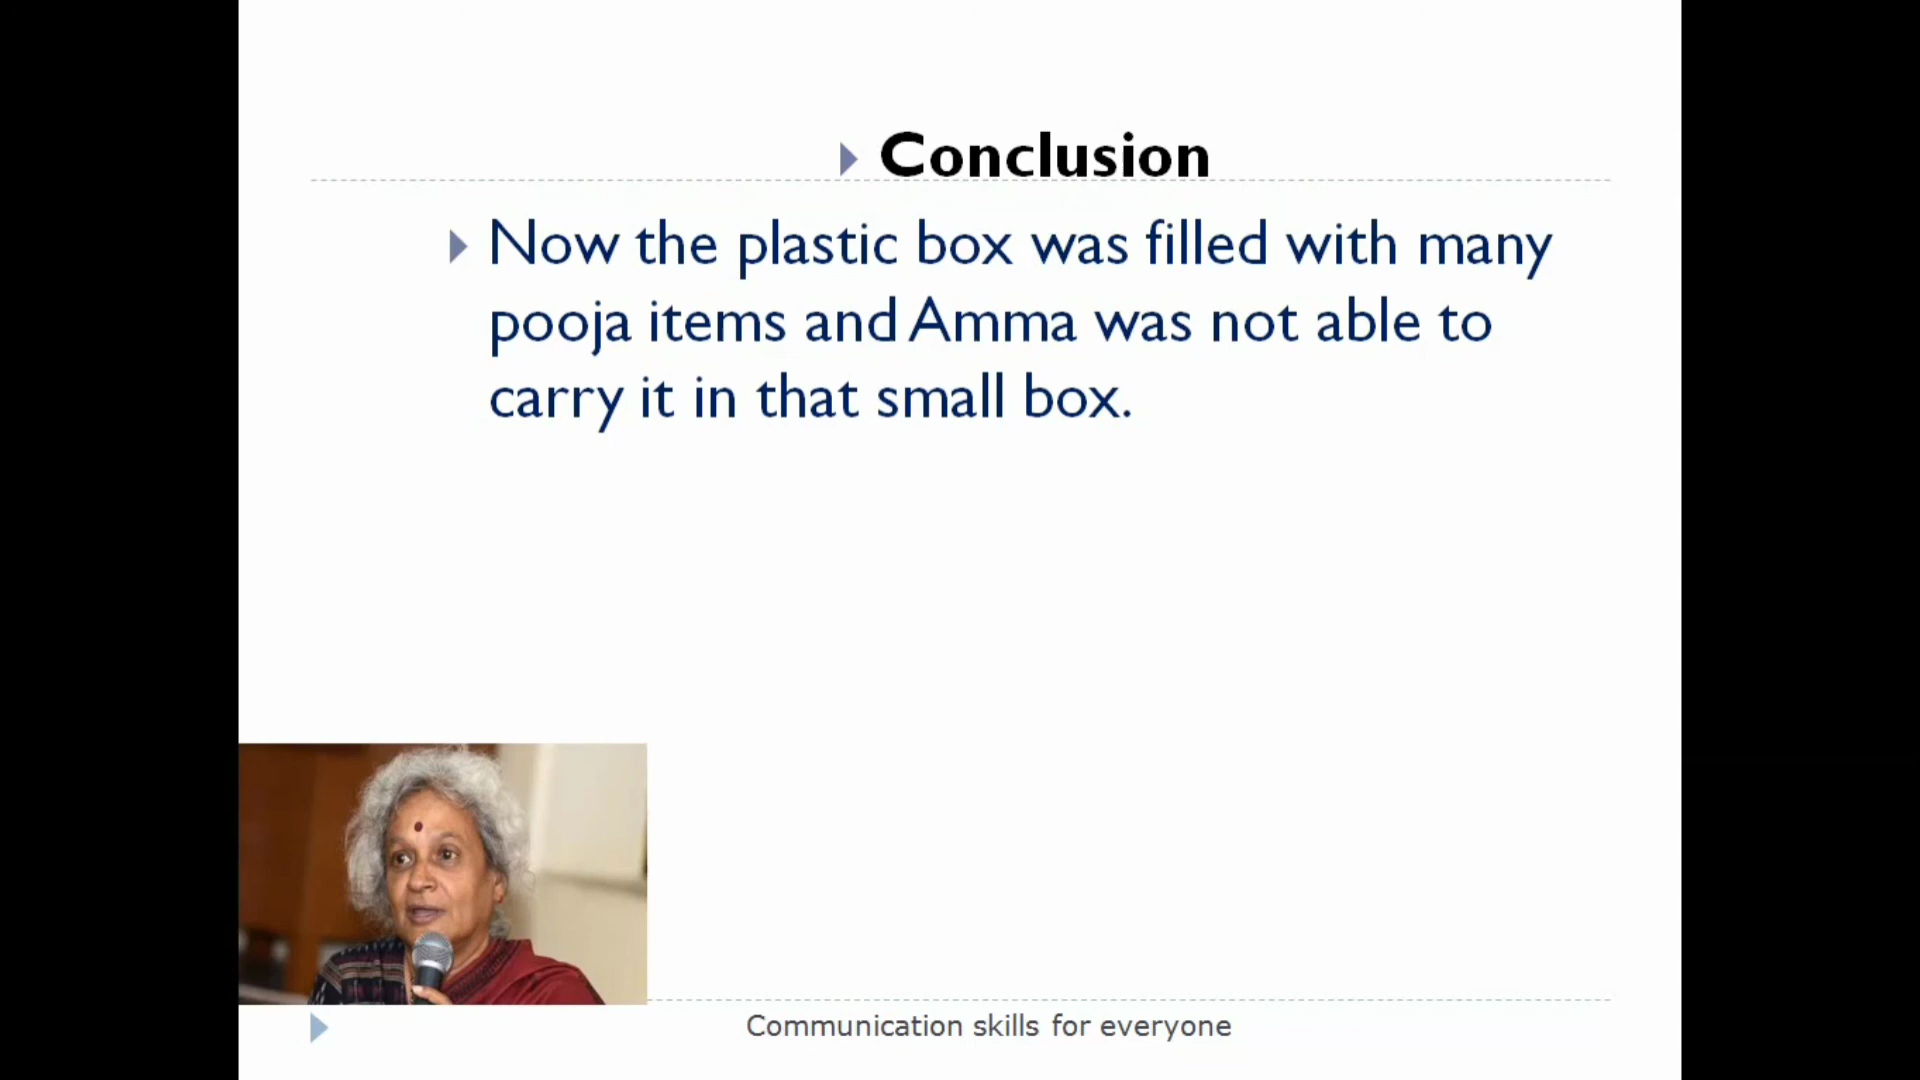 Conclusion
Now the plastic box was filled with many
pooja items and Amma was not able to
carry it in that small box.
Communication skills for everyone